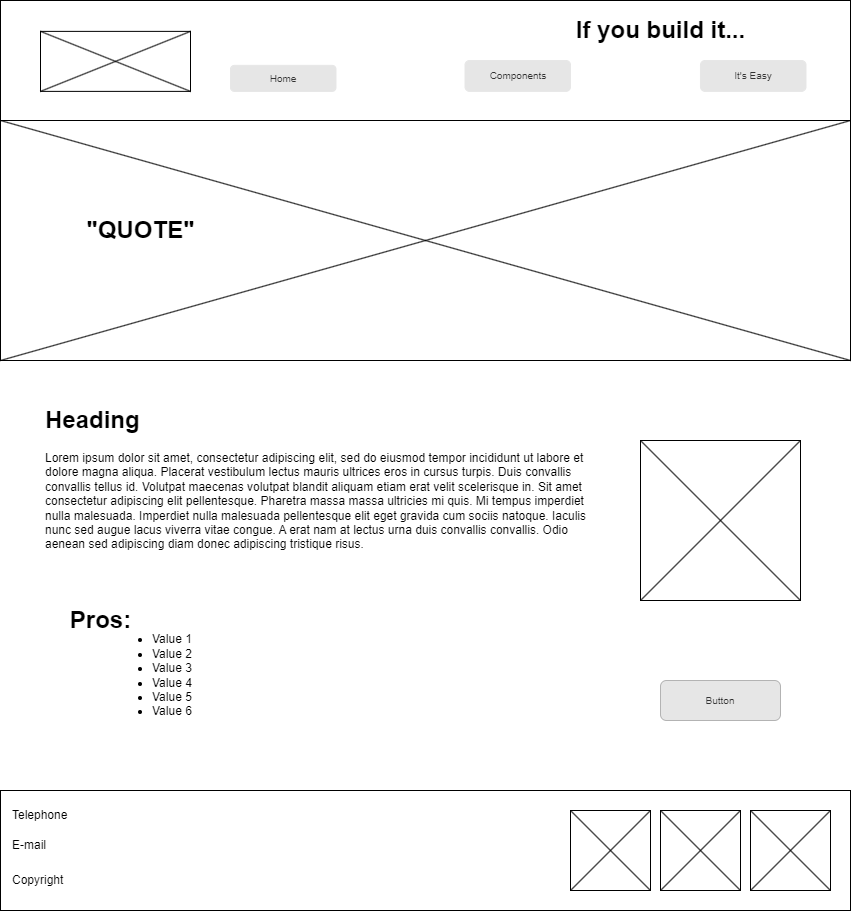 If you build it...
Home
Components
It's Easy
"QUOTE"
Heading
Lorem ipsum dolor sit amet, consectetur adipiscing elit, sed do eiusmod tempor incididunt ut labore et
dolore magna aliqua. Placerat vestibulum lectus mauris ultrices eros in cursus turpis. Duis convallis
convallis tellus id. Volutpat maecenas volutpat blandit aliquam etiam erat velit scelerisque in. Sit amet
consectetur adipiscing elit pellentesque. Pharetra massa massa ultricies mi quis. Mi tempus imperdiet
nulla malesuada. Imperdiet nulla malesuada pellentesque elit eget gravida cum sociis natoque. Iaculis
nunc sed augue lacus viverra vitae congue. A erat nam at lectus urna duis convallis convallis. Odio
aenean sed adipiscing diam donec adipiscing tristique risus.
Pros:
• Value 1
• Value 2
• Value 3
• Value 4
• Value 5
• Value 6
Button
Telephone
E-mail
Copyright